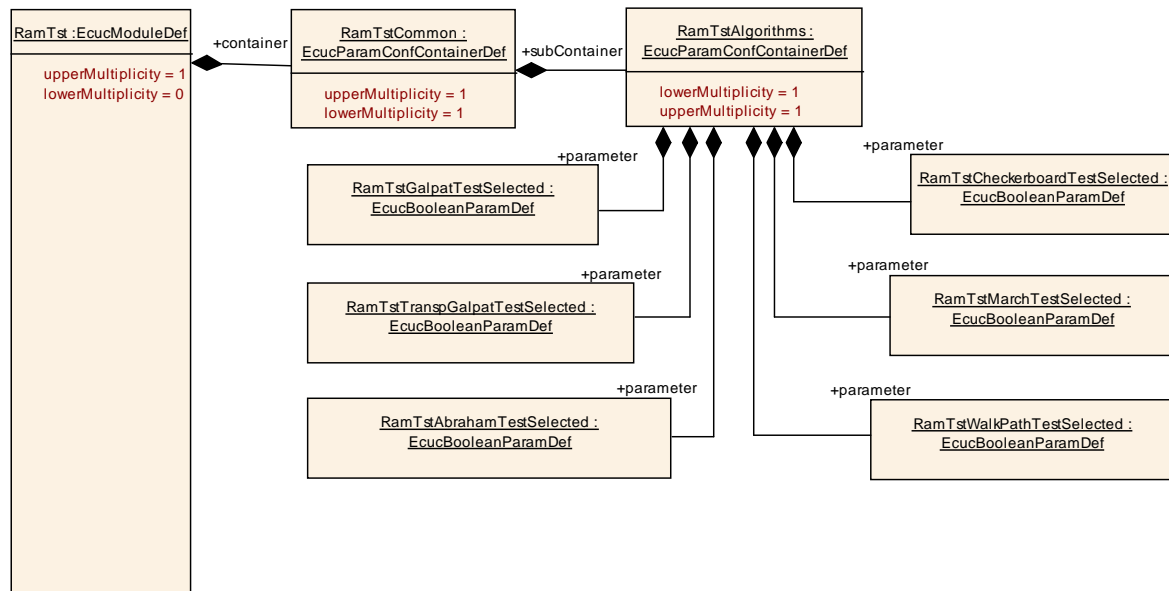 RamTst :EcucModuleDef
upperMultiplicity = 1
lowerMultiplicity = 0
+container
RamTstCommon :
EcucParamConfContainerDef
upperMultiplicity = 1
lowerMultiplicity = 1
+subContainer
RamTstAlgorithms :
EcucParamConfContainerDef
lowerMultiplicity = 1
upperMultiplicity = 1
+parameter
RamTstGalpatTestSelected :
EcucBooleanParamDef
+parameter
RamTstCheckerboardTestSelected :
EcucBooleanParamDef
+parameter
RamTstTranspGalpatTestSelected :
EcucBooleanParamDef
+parameter
RamTstMarchTestSelected :
EcucBooleanParamDef
+parameter
RamTstAbrahamTestSelected :
EcucBooleanParamDef
+parameter
RamTstWalkPathTestSelected :
EcucBooleanParamDef